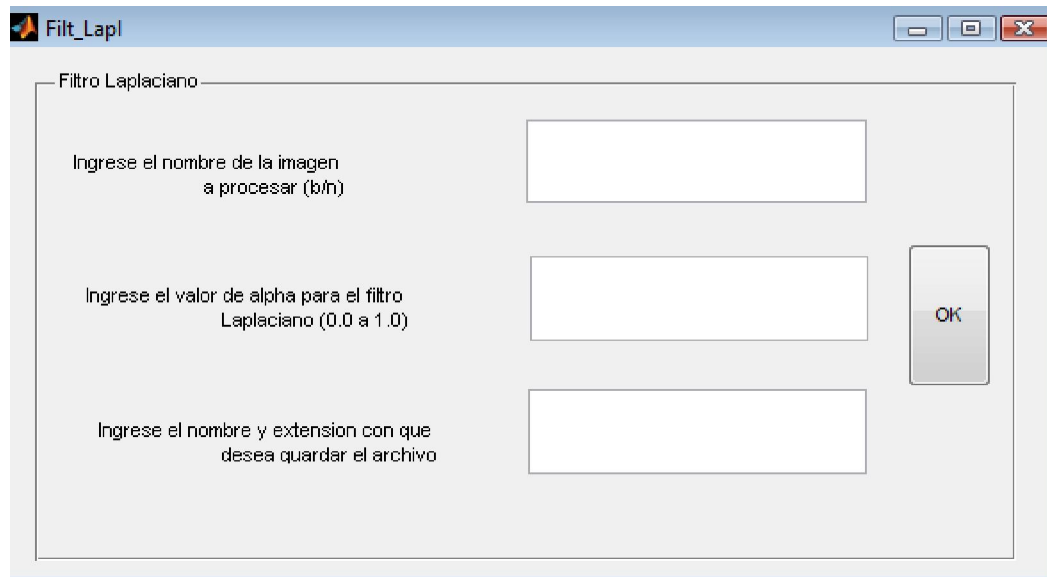 Filt_Lapl
Filtro Laplaciano
Ingrese el nombre de la imagen
a procesar (b/n)
Ingrese el valor de alpha para el filtro
Laplaciano (0.0 a 1.0)
OK
Ingrese el nombre y extension con que
desea quardar el archivo